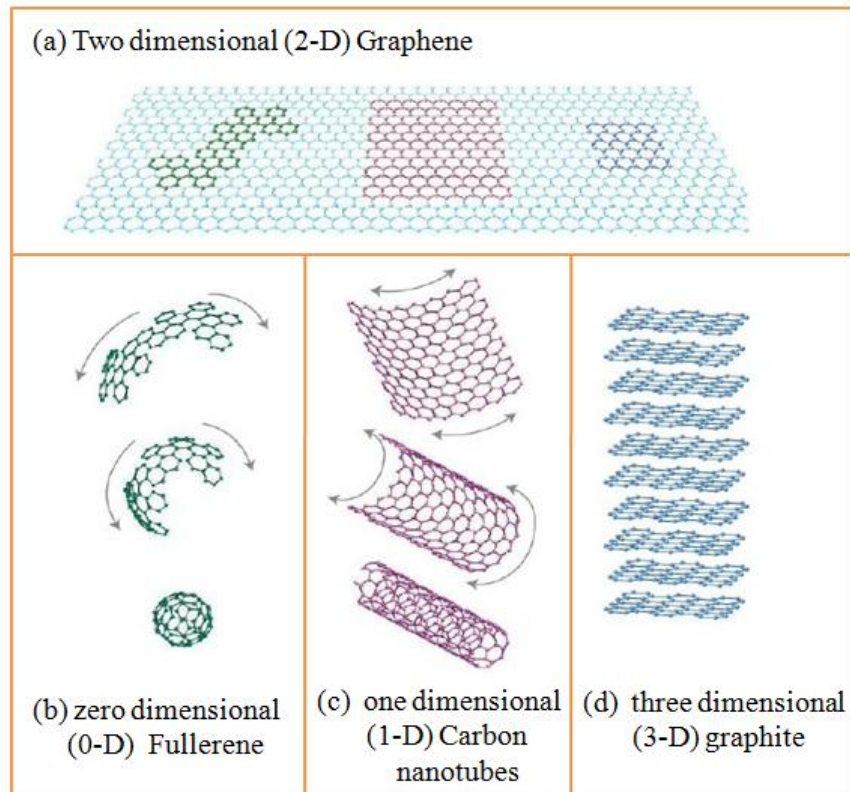 (a) Two dimensional (2-D) Graphene
(b) zero dimensional
(0-D) Fullerene
(c) one dimensional
(1-D) Carbon
nanotubes
(d) three dimensional
(3-D) graphite